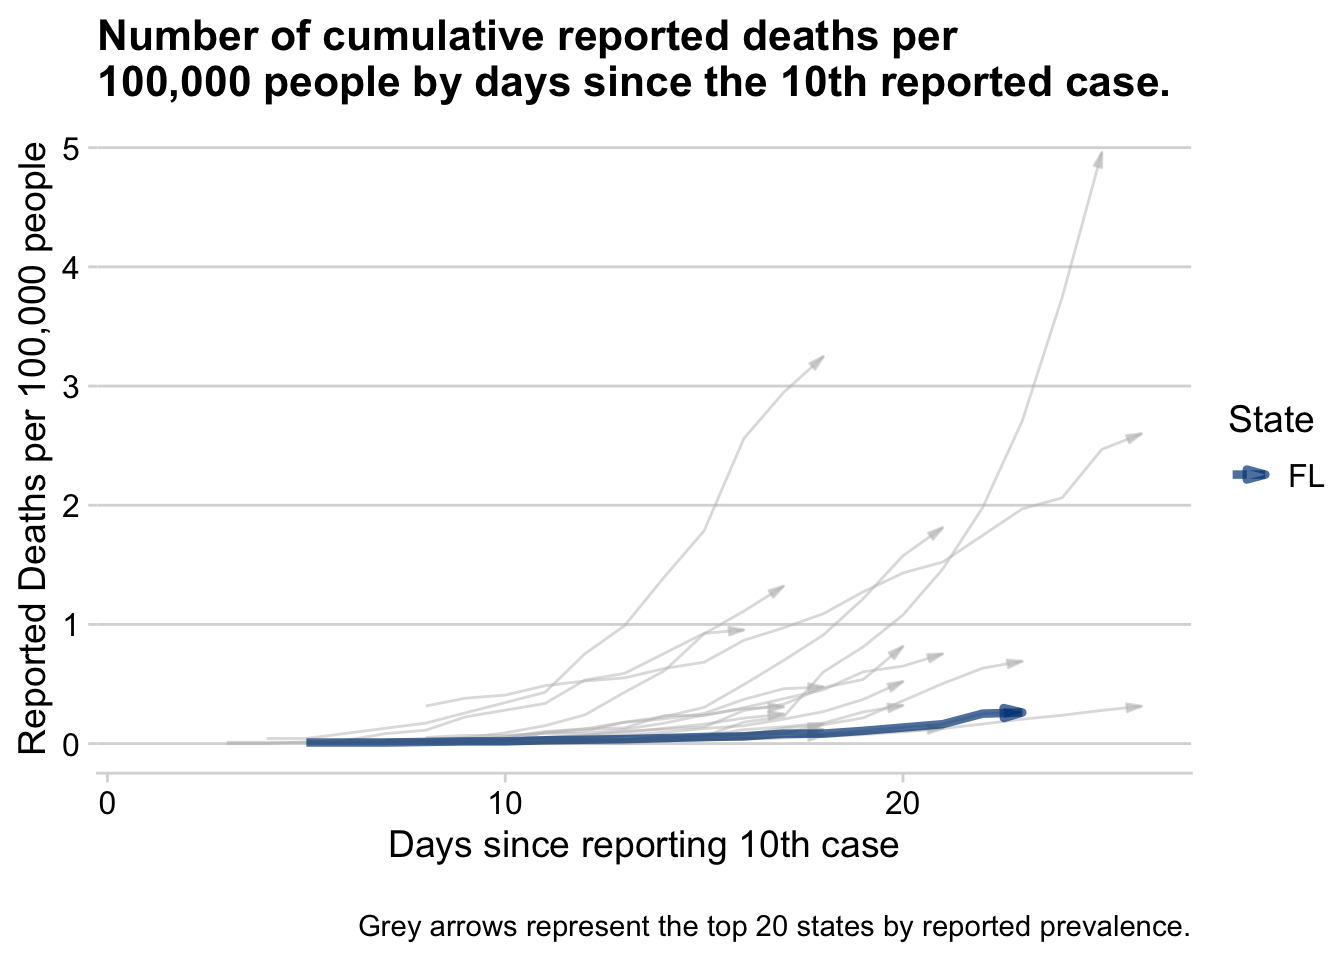 Number of cumulative reported deaths per
100,000 people by days since the 10th reported case.
Reported Deaths per 100,000 people
5
4
3
2
1
0
0 10 20
Days since reporting 10th case
State
FL
Grey arrows represent the top 20 states by reported prevalence.